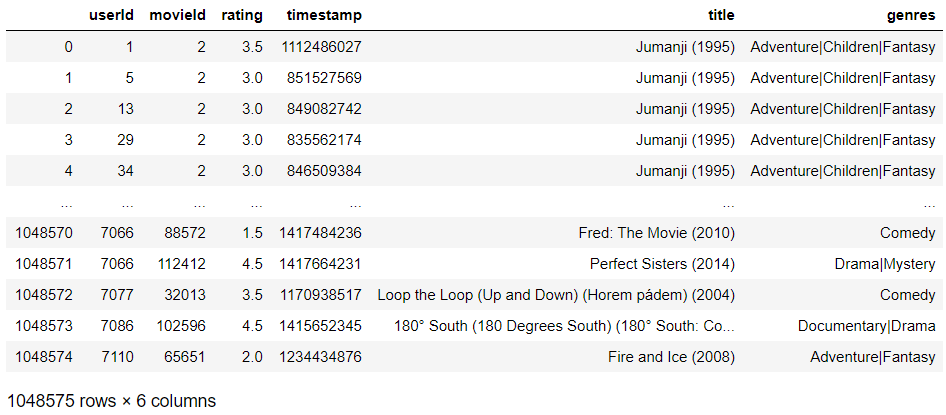 userId movieId rating timestamp title genres
0 1 2 3.5 1112486027 Jumanji (1995) Adventure|Children|Fantasy
1 5 2 3.0 851527569 Jumanji (1995) Adventure|Children|Fantasy
2 13 2 3.0 849082742 Jumanji (1995) Adventure|Children|Fantasy
3 29 2 3.0 835562174 Jumanji (1995) Adventure|Children|Fantasy
4 34 2 3.0 846509384 Jumanji (1995) Adventure|Children|Fantasy
... ... ... ... ... ... ...
1048570 7066 88572 1.5 1417484236 Fred: The Movie (2010) Comedy
1048571 7066 112412 4.5 1417664231 Perfect Sisters (2014) Drama|Mystery
1048572 7077 32013 3.5 1170938517 Loop the Loop (Up and Down) (Horem pádem) (2004) Comedy
1048573 7086 102596 4.5 1415652345 180° South (180 Degrees South) (180° South: Co... Documentary|Drama
1048574 7110 65651 2.0 1234434876 Fire and Ice (2008) Adventure|Fantasy
1048575 rows × 6 columns